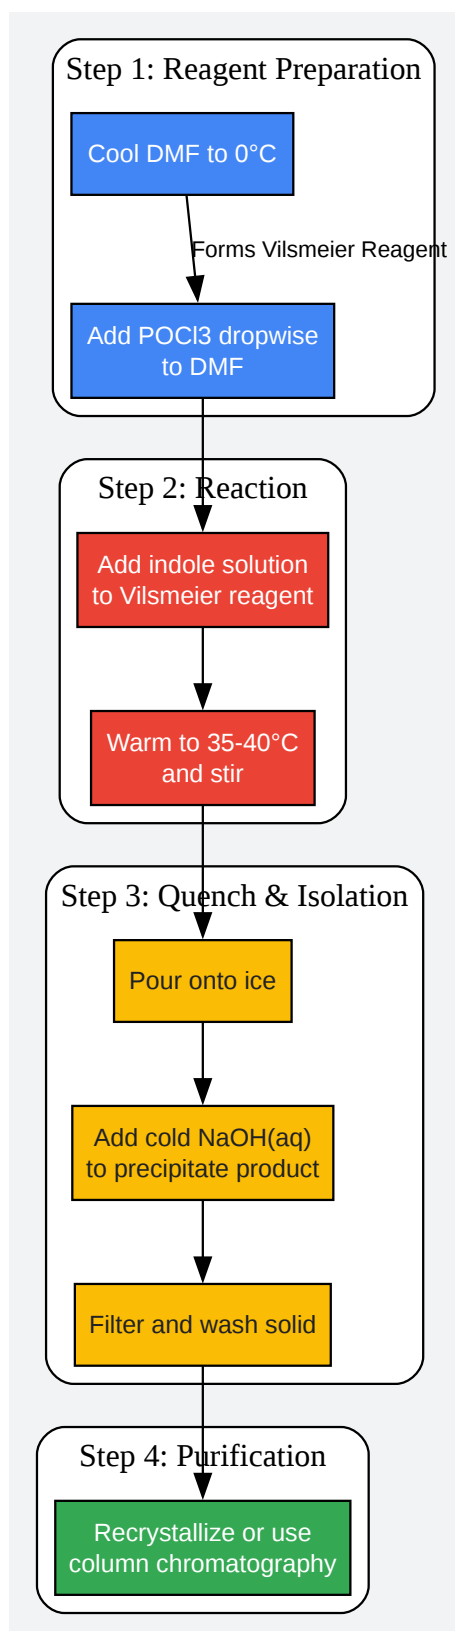 Step 1: Reagent Preparation
Cool DMF to 0°C
Forms Vilsmeier Reagent
Add POCl3 dropwise
to DMF
Step 2: Reaction
Add indole solution
to Vilsmeier reagent
Warm to 35-40°C
and stir
Step 3: Quench & Isolation
Pour onto ice
Add cold NaOH(aq)
to precipitate product
Filter and wash solid
Step 4: Purification
Recrystallize or use
column chromatography